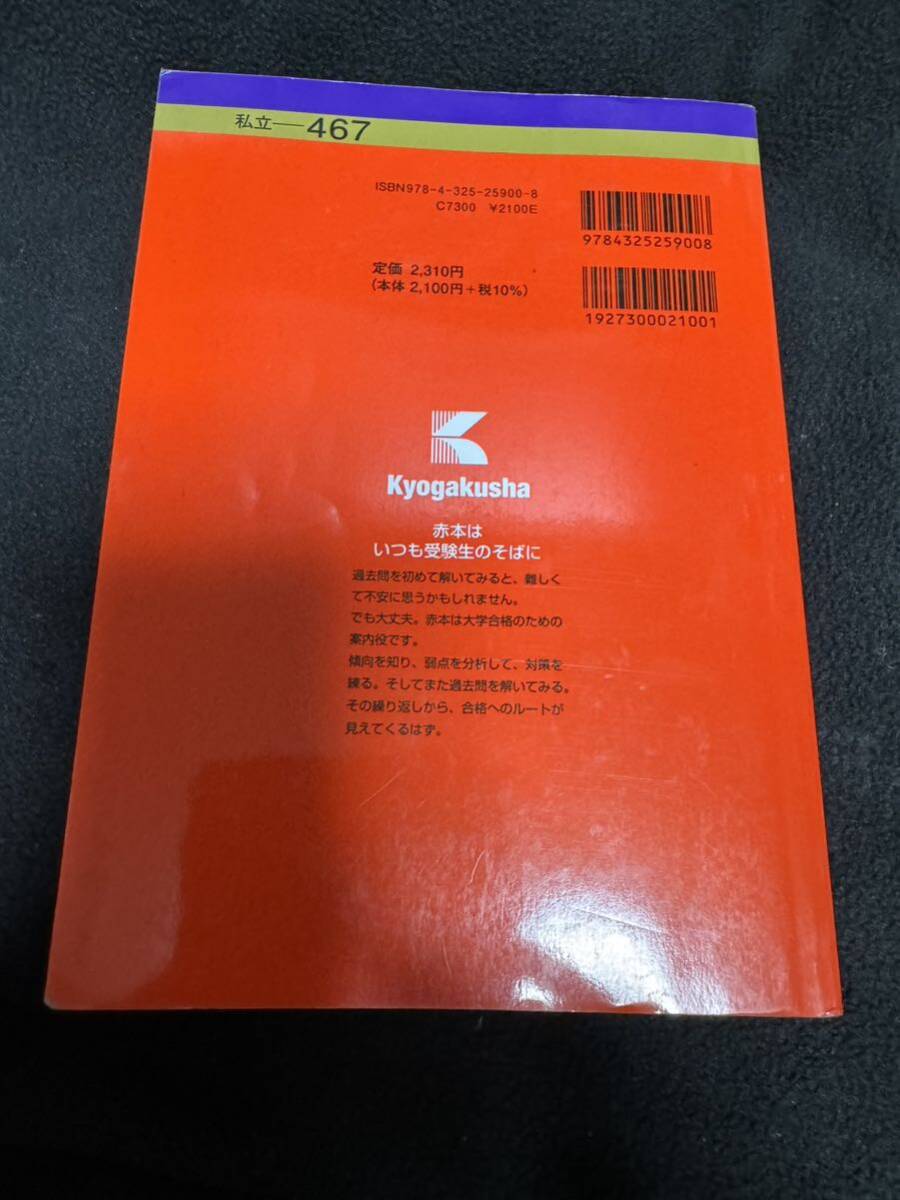 私立―467
ISBN978-4-325-25900-8
C7300 ¥2100E
9784325259008
定価 2,310円
(本体 2,100円+税10%)
1927300021001
Kyogakusha
赤本は
いつも受験生のそばに
過去問を初めて解いてみると、難しく
て不安に思うかもしれません。
でも大丈夫。赤本は大学合格のための
案内役です。
傾向を知り、弱点を分析して、対策を
練る。そしてまた過去問を解いてみる。
その繰り返しから、合格へのルートが
見えてくるはず。